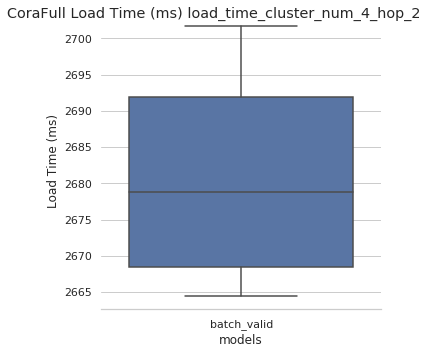 CoraFull Load Time (ms) load_time_cluster_num_4_hop_2
2700
2695
2690
2685
2680
2675
2670
2665
Load Time (ms)
batch_valid
models